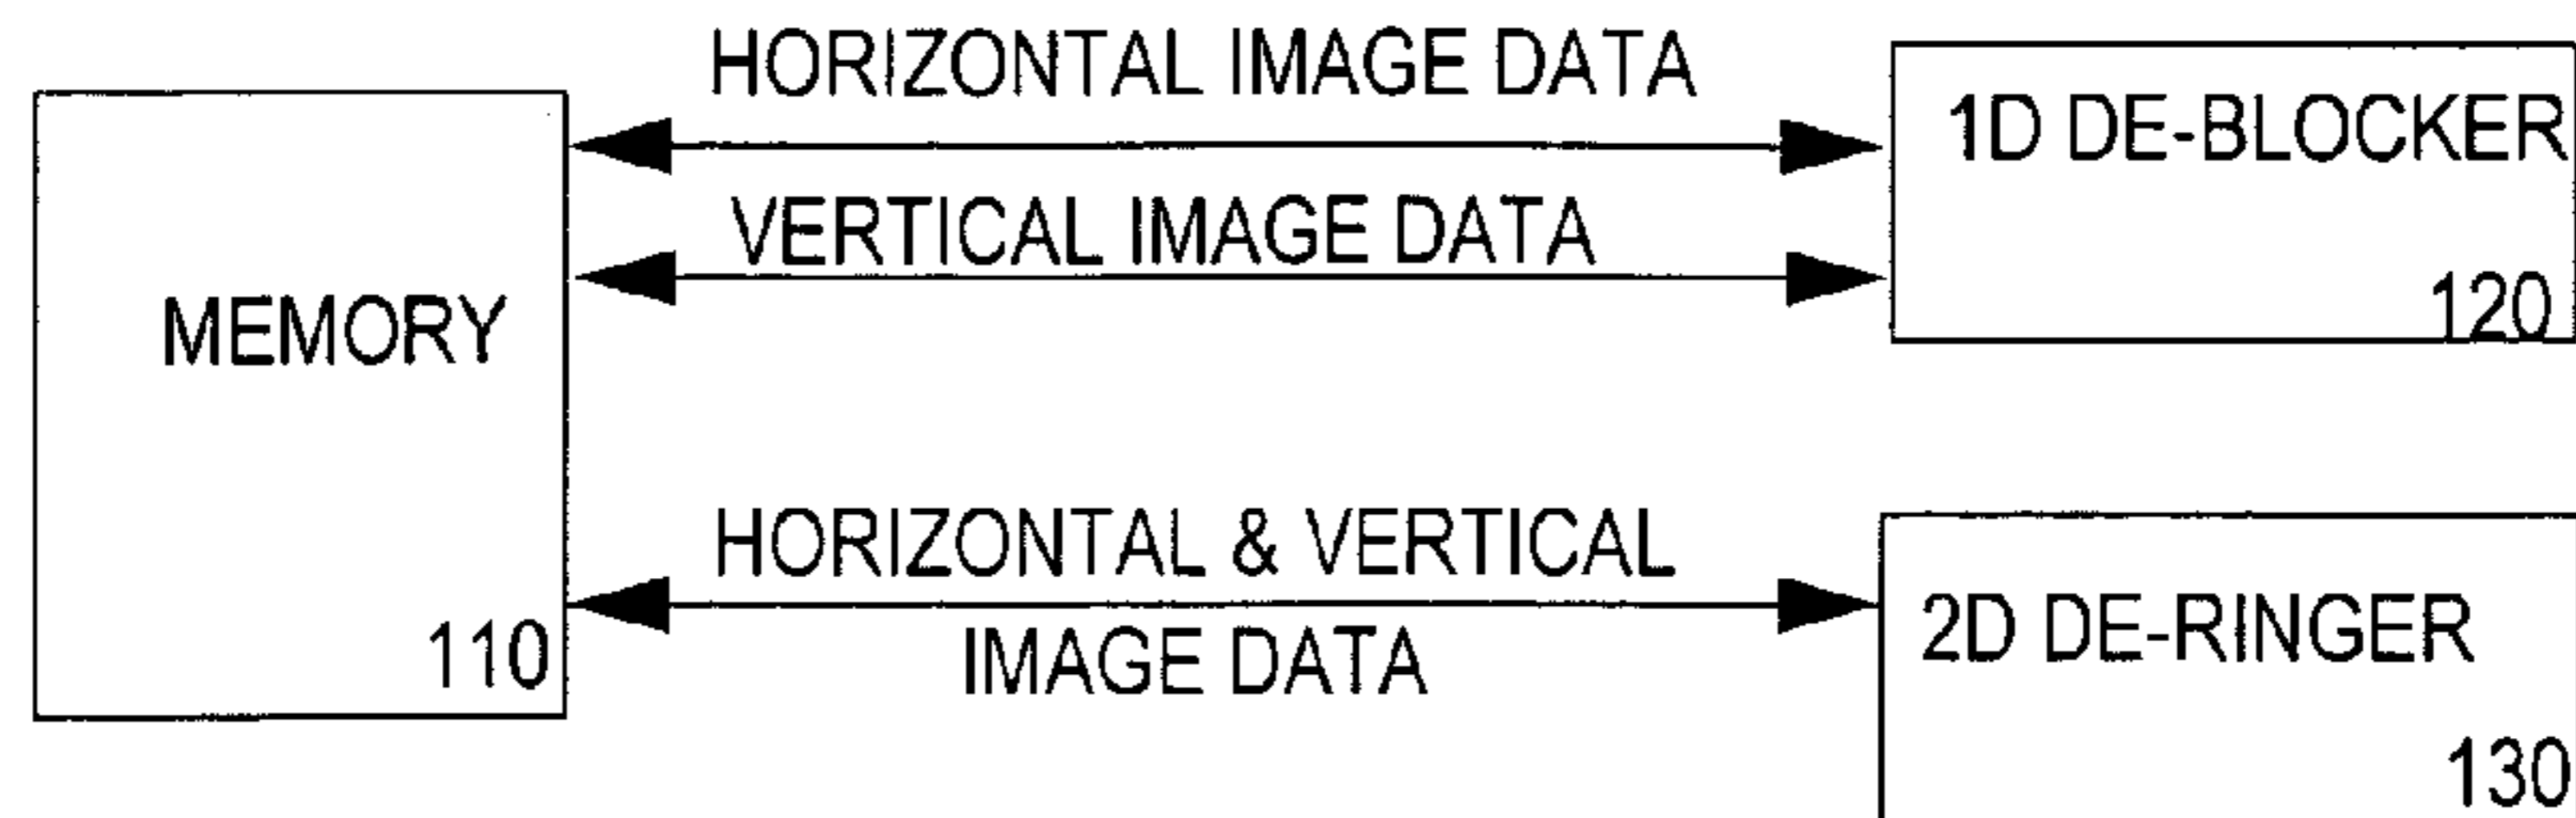 HORIZONTAL IMAGE DATA
1D DE-BLOCKER
VERTICAL IMAGE DATA
120
MEMORY
110
HORIZONTAL & VERTICAL
IMAGE DATA
2D DE-RINGER
130